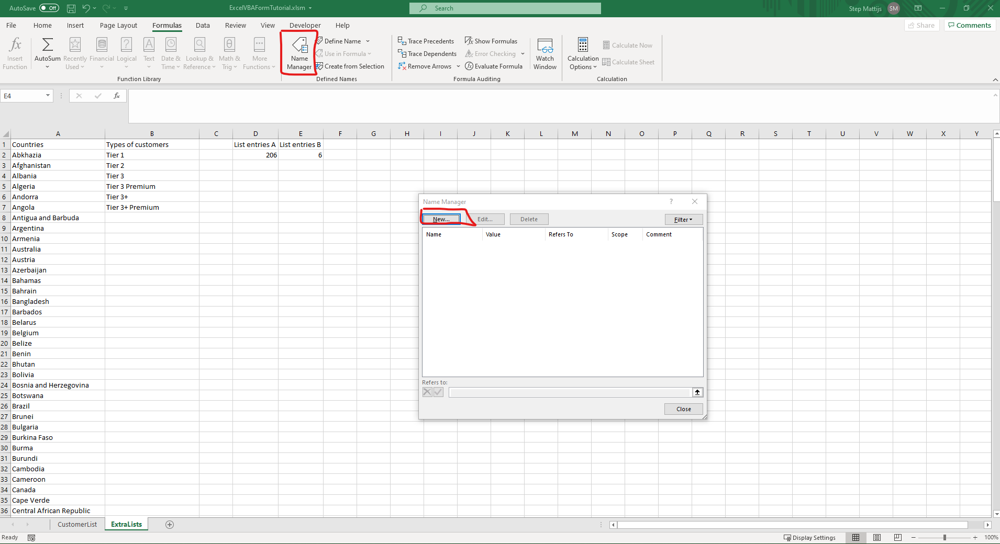 AutoSave Off ExcelVBAFormTutorial.xlsm Search Step Mattijs SM
File Home Insert Page Layout Formulas Data Review View Developer Help Share Comments
Insert Function AutoSum Recently Used Financial Logical Text Date & Time Lookup & Reference Math & Trig More Functions
Function Library
Name Manager
Define Name
Use in Formula
Create from Selection
Defined Names
Trace Precedents Show Formulas
Trace Dependents Error Checking
Remove Arrows Evaluate Formula
Formula Auditing
Watch Window
Calculation Options
Calculate Now
Calculate Sheet
Calculation
E4 fx
A B C D E F G H I J K L M N O P Q R S T U V W X Y
1 Countries Types of customers List entries A List entries B
2 Abkhazia Tier 1 206 6
3 Afghanistan Tier 2
4 Albania Tier 3
5 Algeria Tier 3 Premium
6 Andorra Tier 3+
7 Angola Tier 3+ Premium
8 Antigua and Barbuda
9 Argentina
10 Armenia
11 Australia
12 Austria
13 Azerbaijan
14 Bahamas
15 Bahrain
16 Bangladesh
17 Barbados
18 Belarus
19 Belgium
20 Belize
21 Benin
22 Bhutan
23 Bolivia
24 Bosnia and Herzegovina
25 Botswana
26 Brazil
27 Brunei
28 Bulgaria
29 Burkina Faso
30 Burma
31 Burundi
32 Cambodia
33 Cameroon
34 Canada
35 Cape Verde
36 Central African Republic
Name Manager ?
New... Edit... Delete Filter
Name Value Refers To Scope Comment
Refers to:
Close
CustomerList ExtraLists
Ready Display Settings 100%